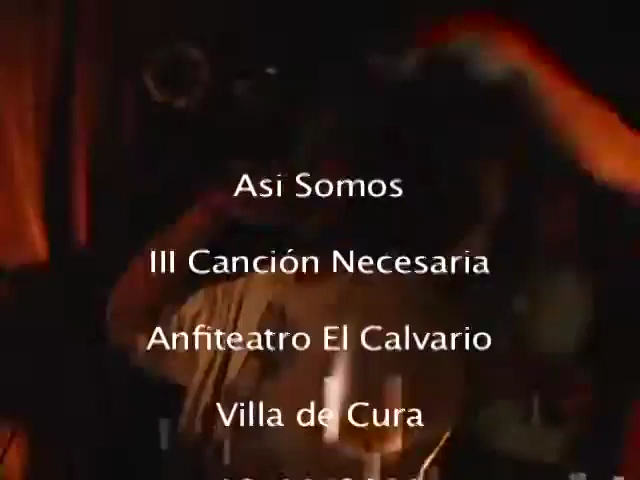 Asi Somos
III Canción Necesaria
Anfiteatro El Calvario
Villa de Cura